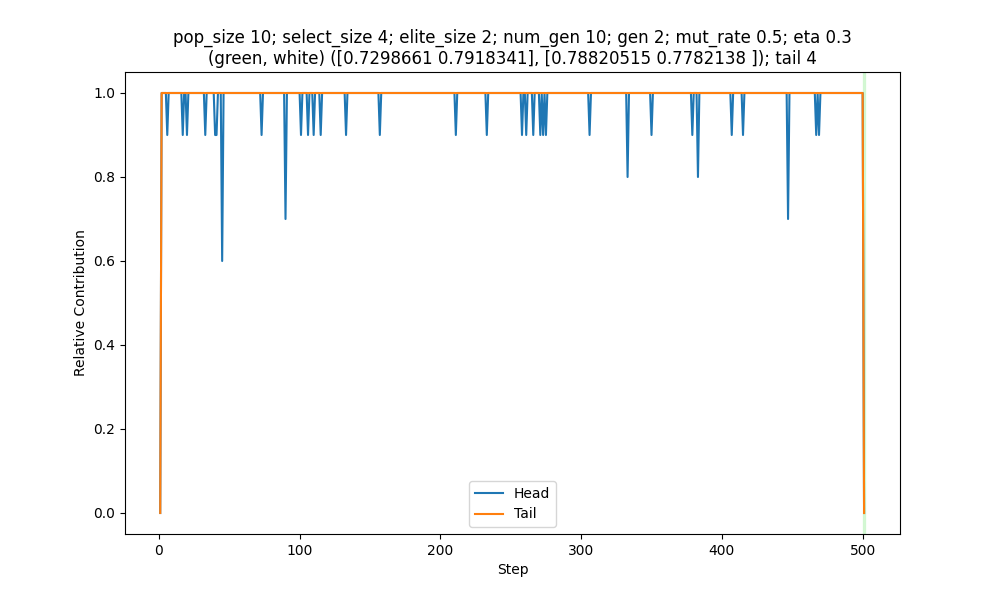 pop_size 10; select_size 4; elite_size 2; num_gen 10; gen 2; mut_rate 0.5; eta 0.3
(green, white) ([0.7298661 0.7918341], [0.78820515 0.7782138 ]); tail 4
1.0
0.8
0.6
0.4
0.2
0.0
Relative Contribution
Head
Tail
0
100
200
300
400
500
Step